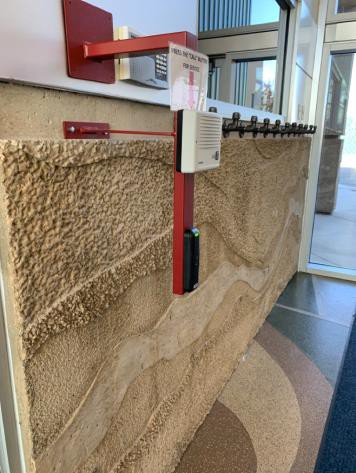 PRESS THE "CALL" BUTTON
FOR SERVICE